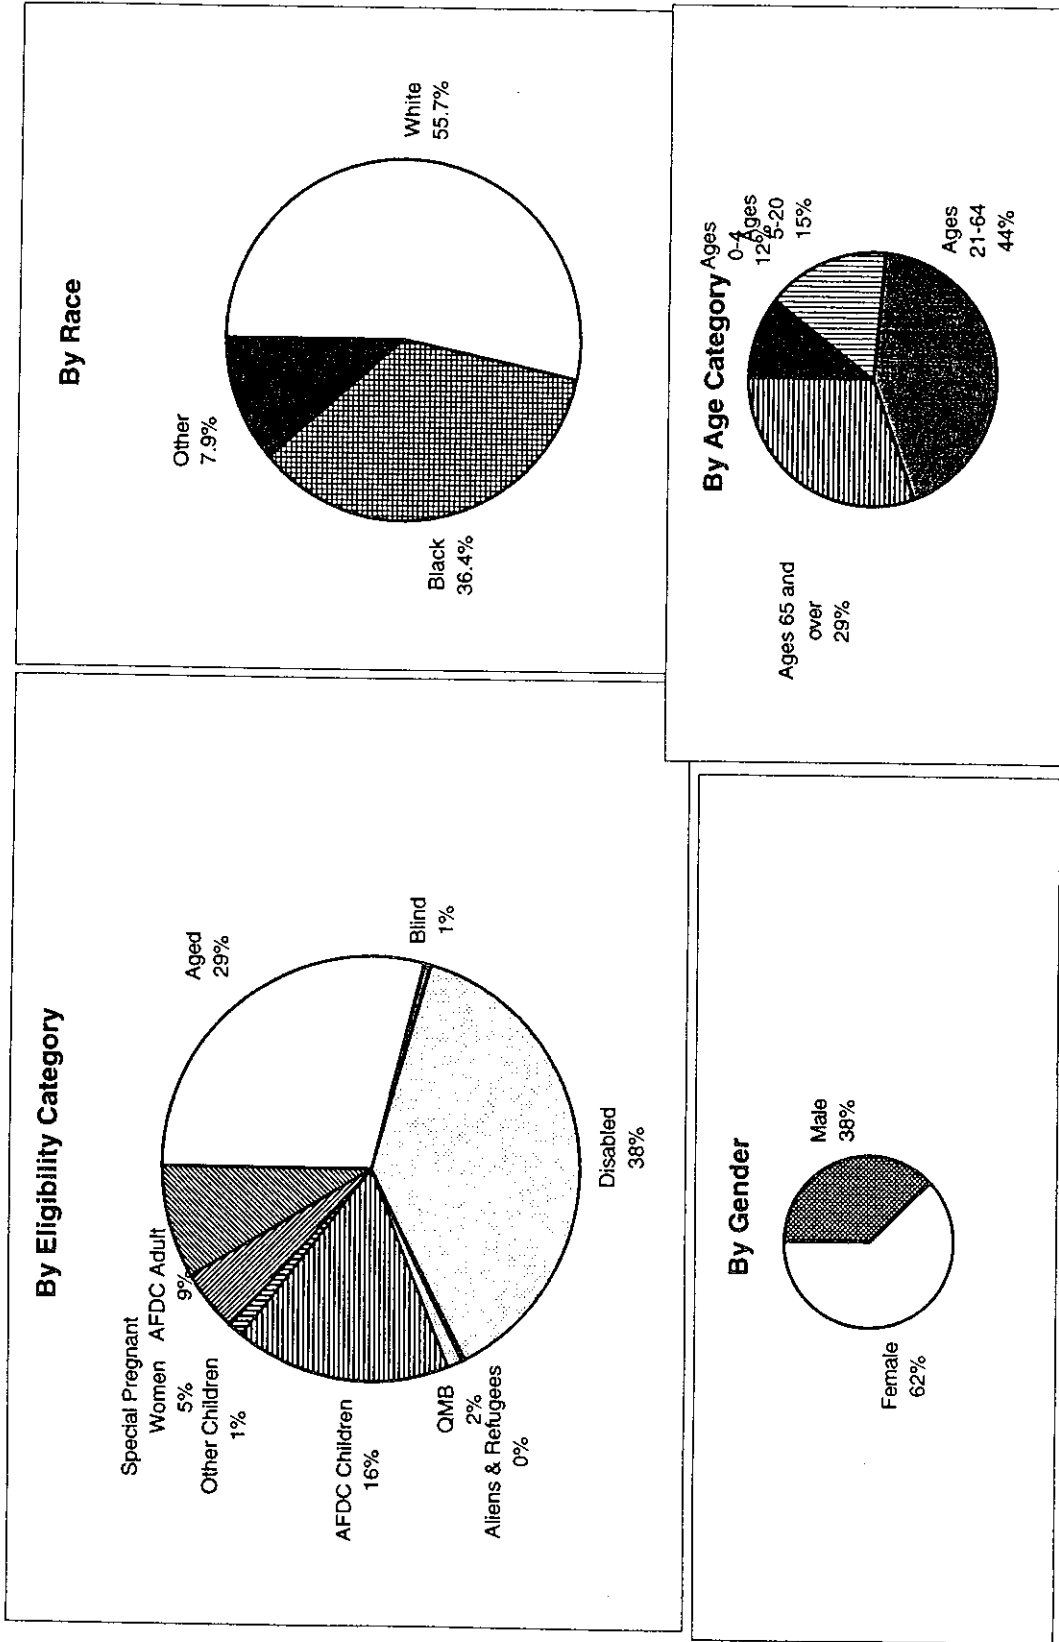 By Eligibility Category
Special Pregnant
Women
5%
AFDC Adult
9%
Other Children
1%
AFDC Children
16%
QMB
2%
Aliens & Refugees
0%
Aged
29%
Blind
1%
Disabled
38%
By Race
Other
7.9%
White
55.7%
Black
36.4%
By Gender
Male
38%
Female
62%
By Age Category
Ages
0-4
12%
Ages
5-20
15%
Ages 65 and
over
29%
Ages
21-64
44%